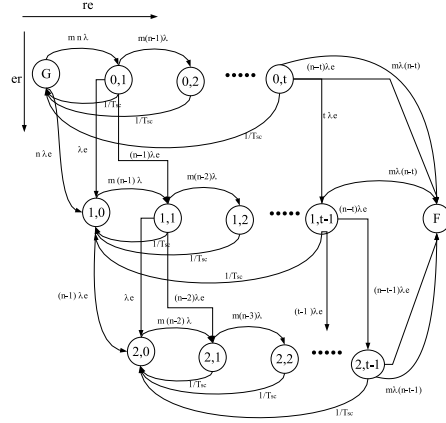 re
er
m n λ
m(n-1)λ
(n–t)λe
mλ(n-t)
G
0,1
0,2
0,t
1/Tsc
1/Tsc
t λe
n λe
λe
(n–1)λe
m (n-1) λ
m(n-2)λ
mλ(n-t)
1,0
1,1
1,2
1,t-1
(n–t)λe
F
1/Tsc
1/Tsc
(n-1) λe
λe
(n–2)λe
(t-1) λe
(n–t-1)λe
m (n-2) λ
m(n-3)λ
2,0
2,1
2,2
2,t-1
1/Tsc
1/Tsc
mλ(n-t-1)
1/Tsc